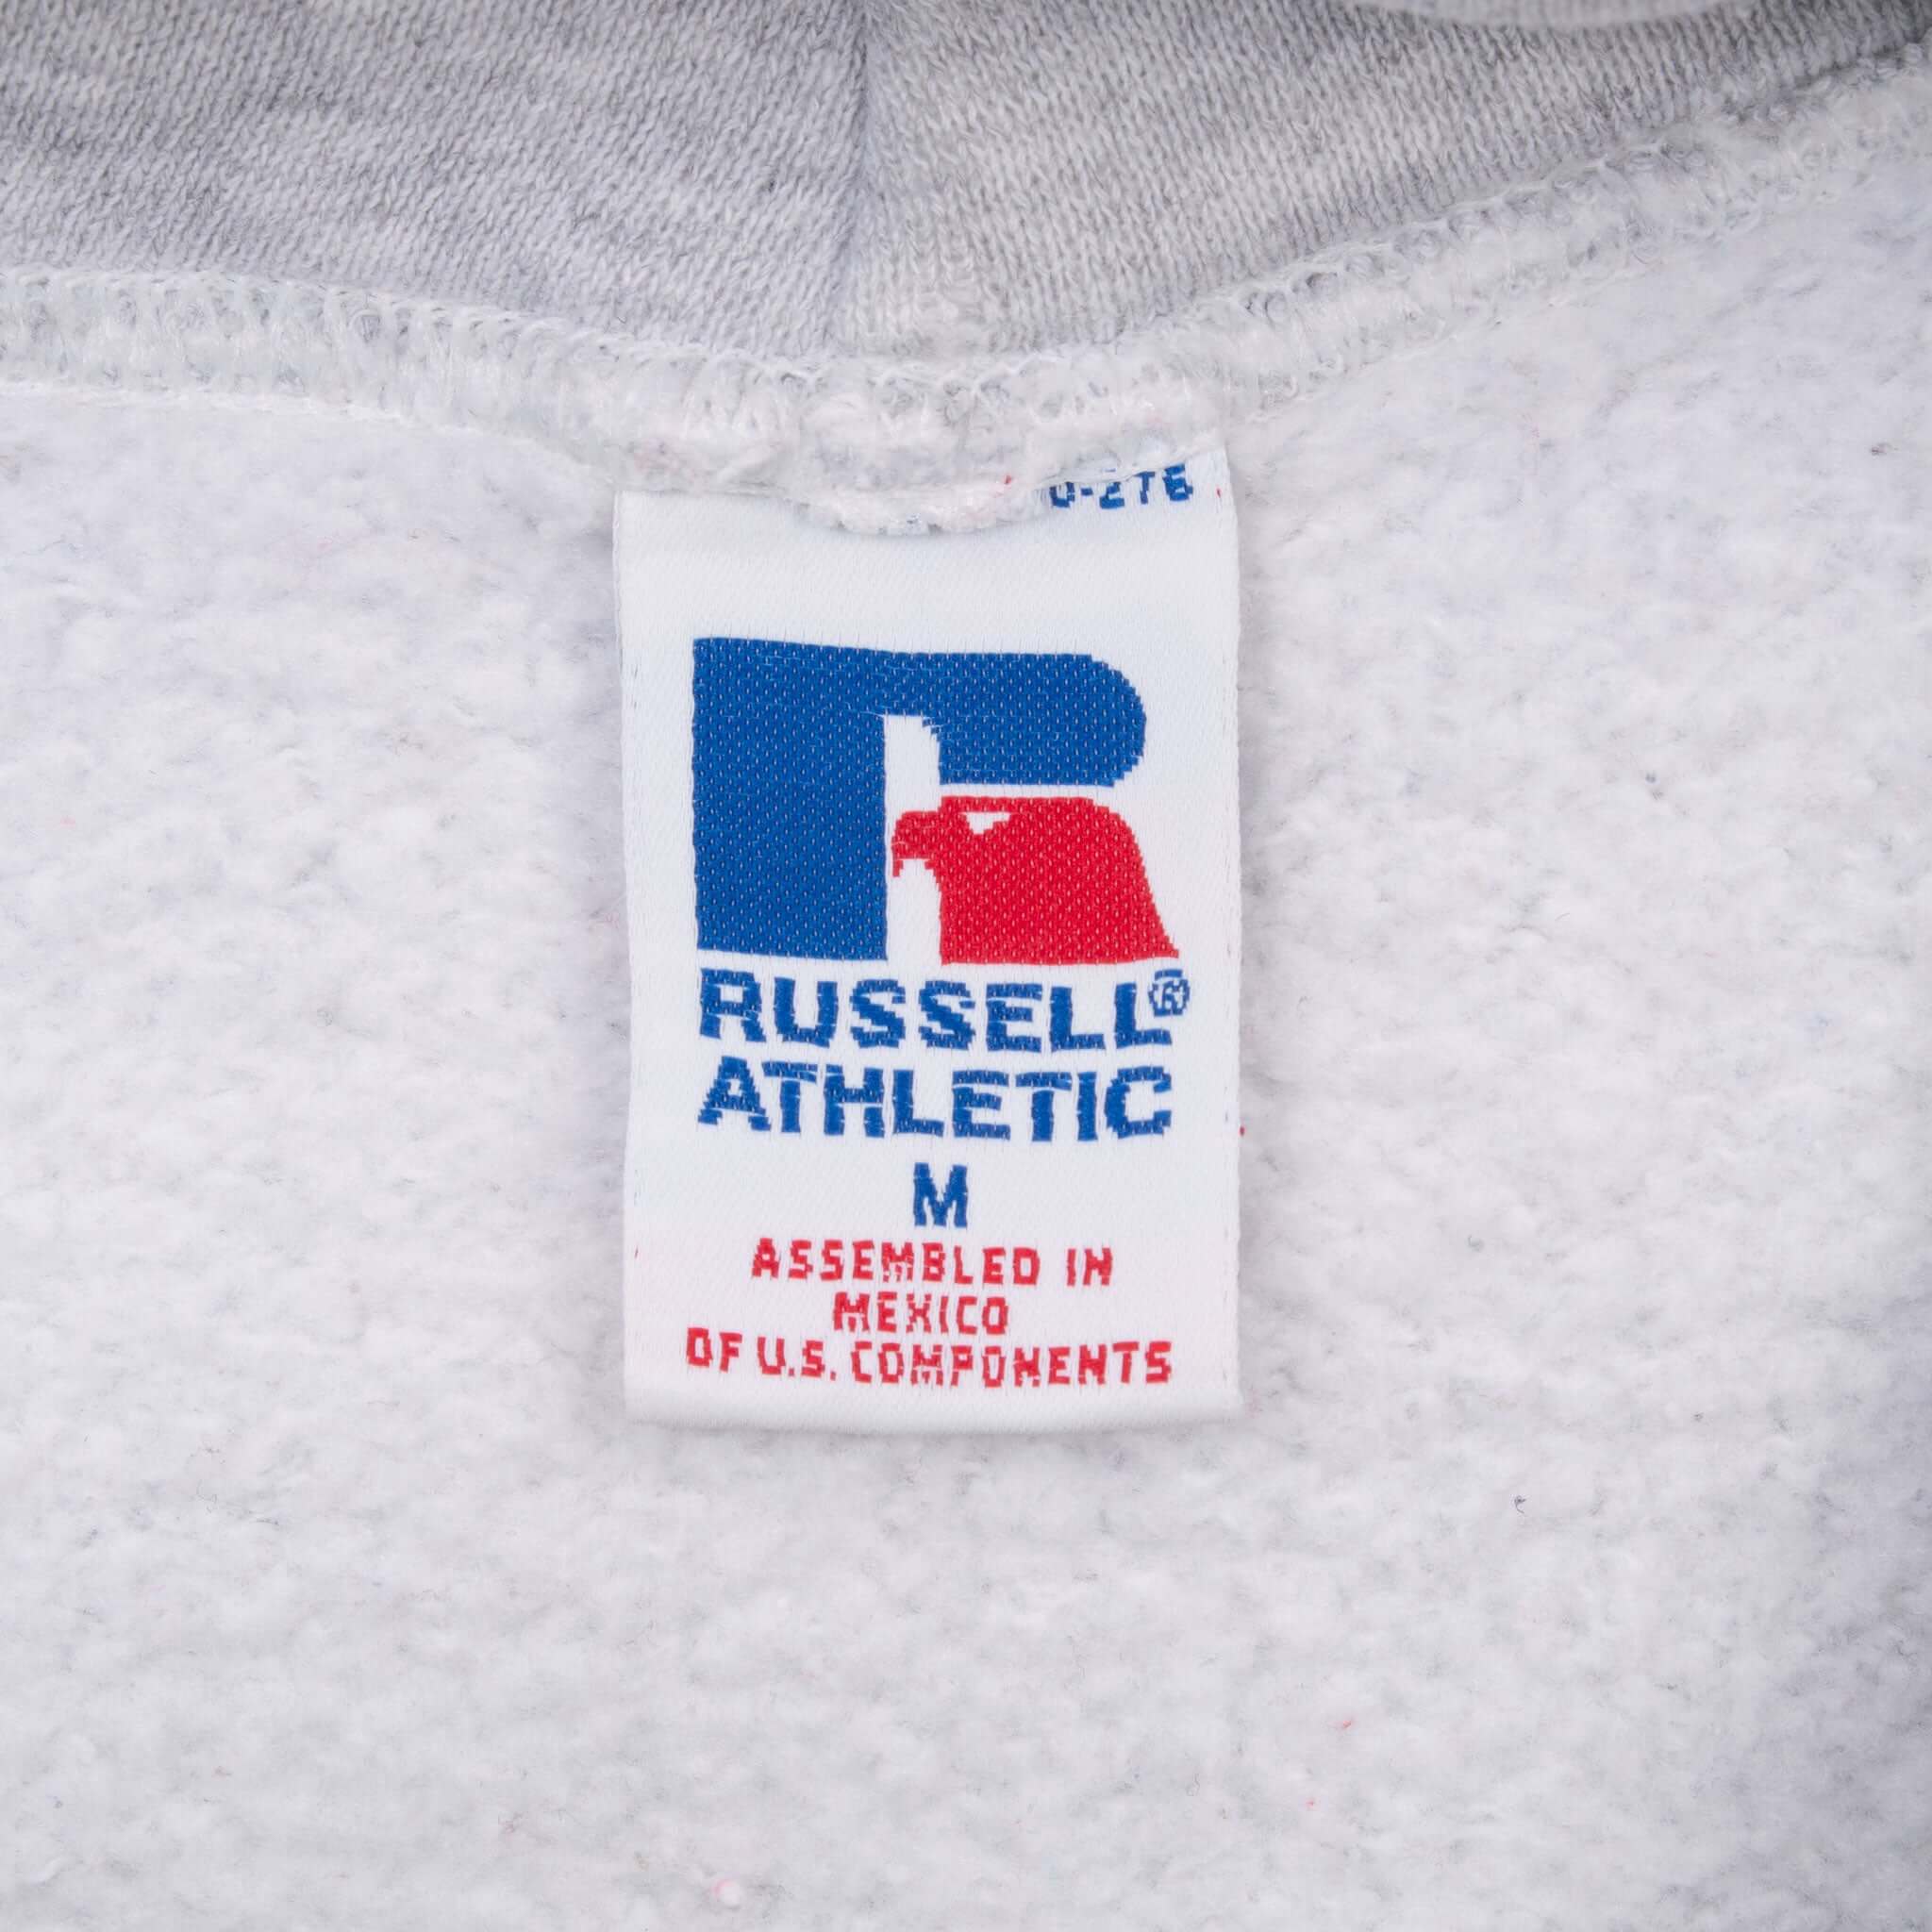 RUSSELL®
ATHLETIC
M
ASSEMBLED IN
MEXICO
OF U.S. COMPONENTS